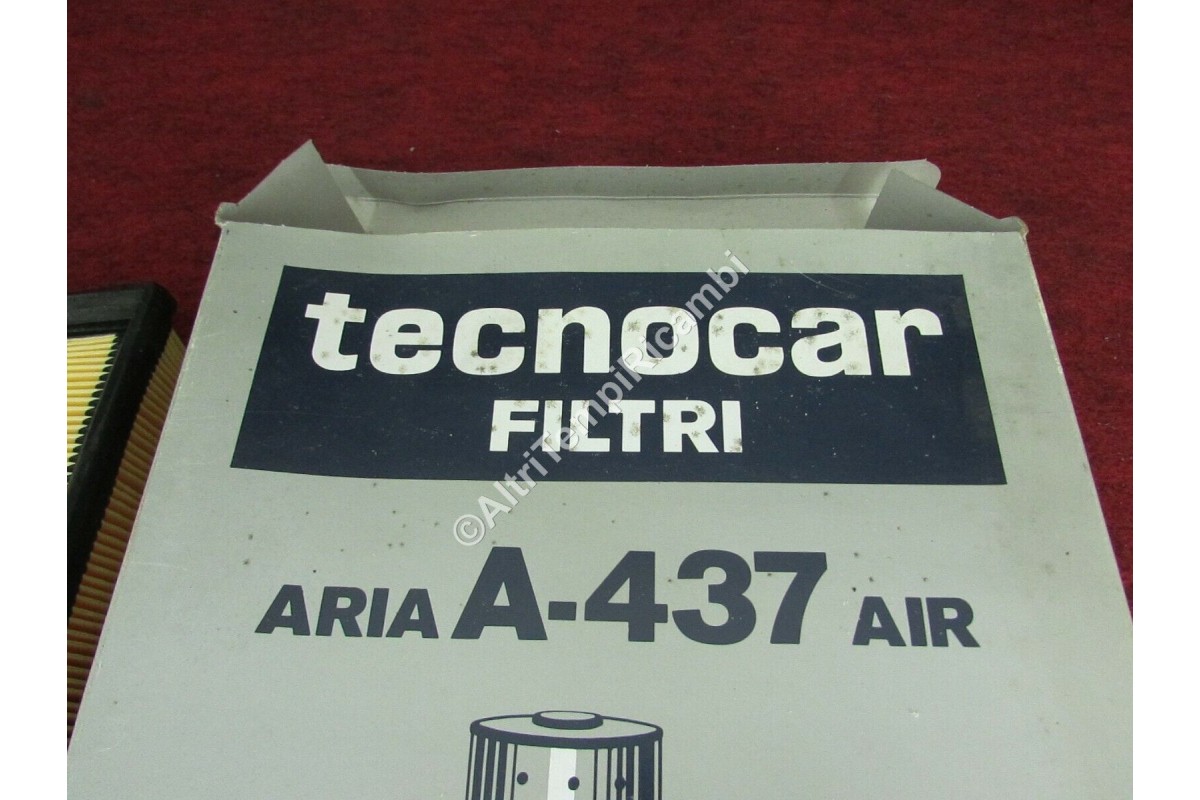 tecnocar
FILTRI
©AltriTempiRicambi
ARIA A-437 AIR